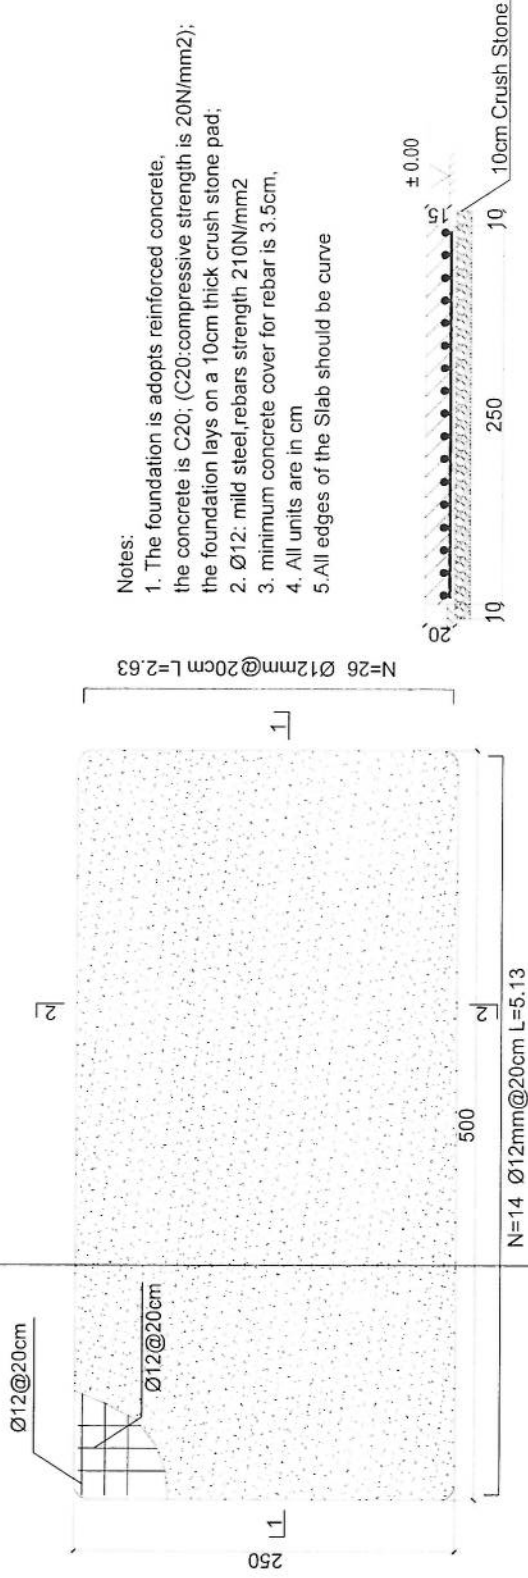 Ø12@20cm
Ø12@20cm
250
1
2
500
2
1
N=14 Ø12mm@20cm L=5.13
N=26 Ø12mm@20cm L=2.63
Notes:
1. The foundation is adopts reinforced concrete,
the concrete is C20; (C20:compressive strength is 20N/mm2);
the foundation lays on a 10cm thick crush stone pad;
2. Ø12: mild steel,rebars strength 210N/mm2
3. minimum concrete cover for rebar is 3.5cm,
4. All units are in cm
5.All edges of the Slab should be curve
20
15
± 0.00
10
250
10
10cm Crush Stone